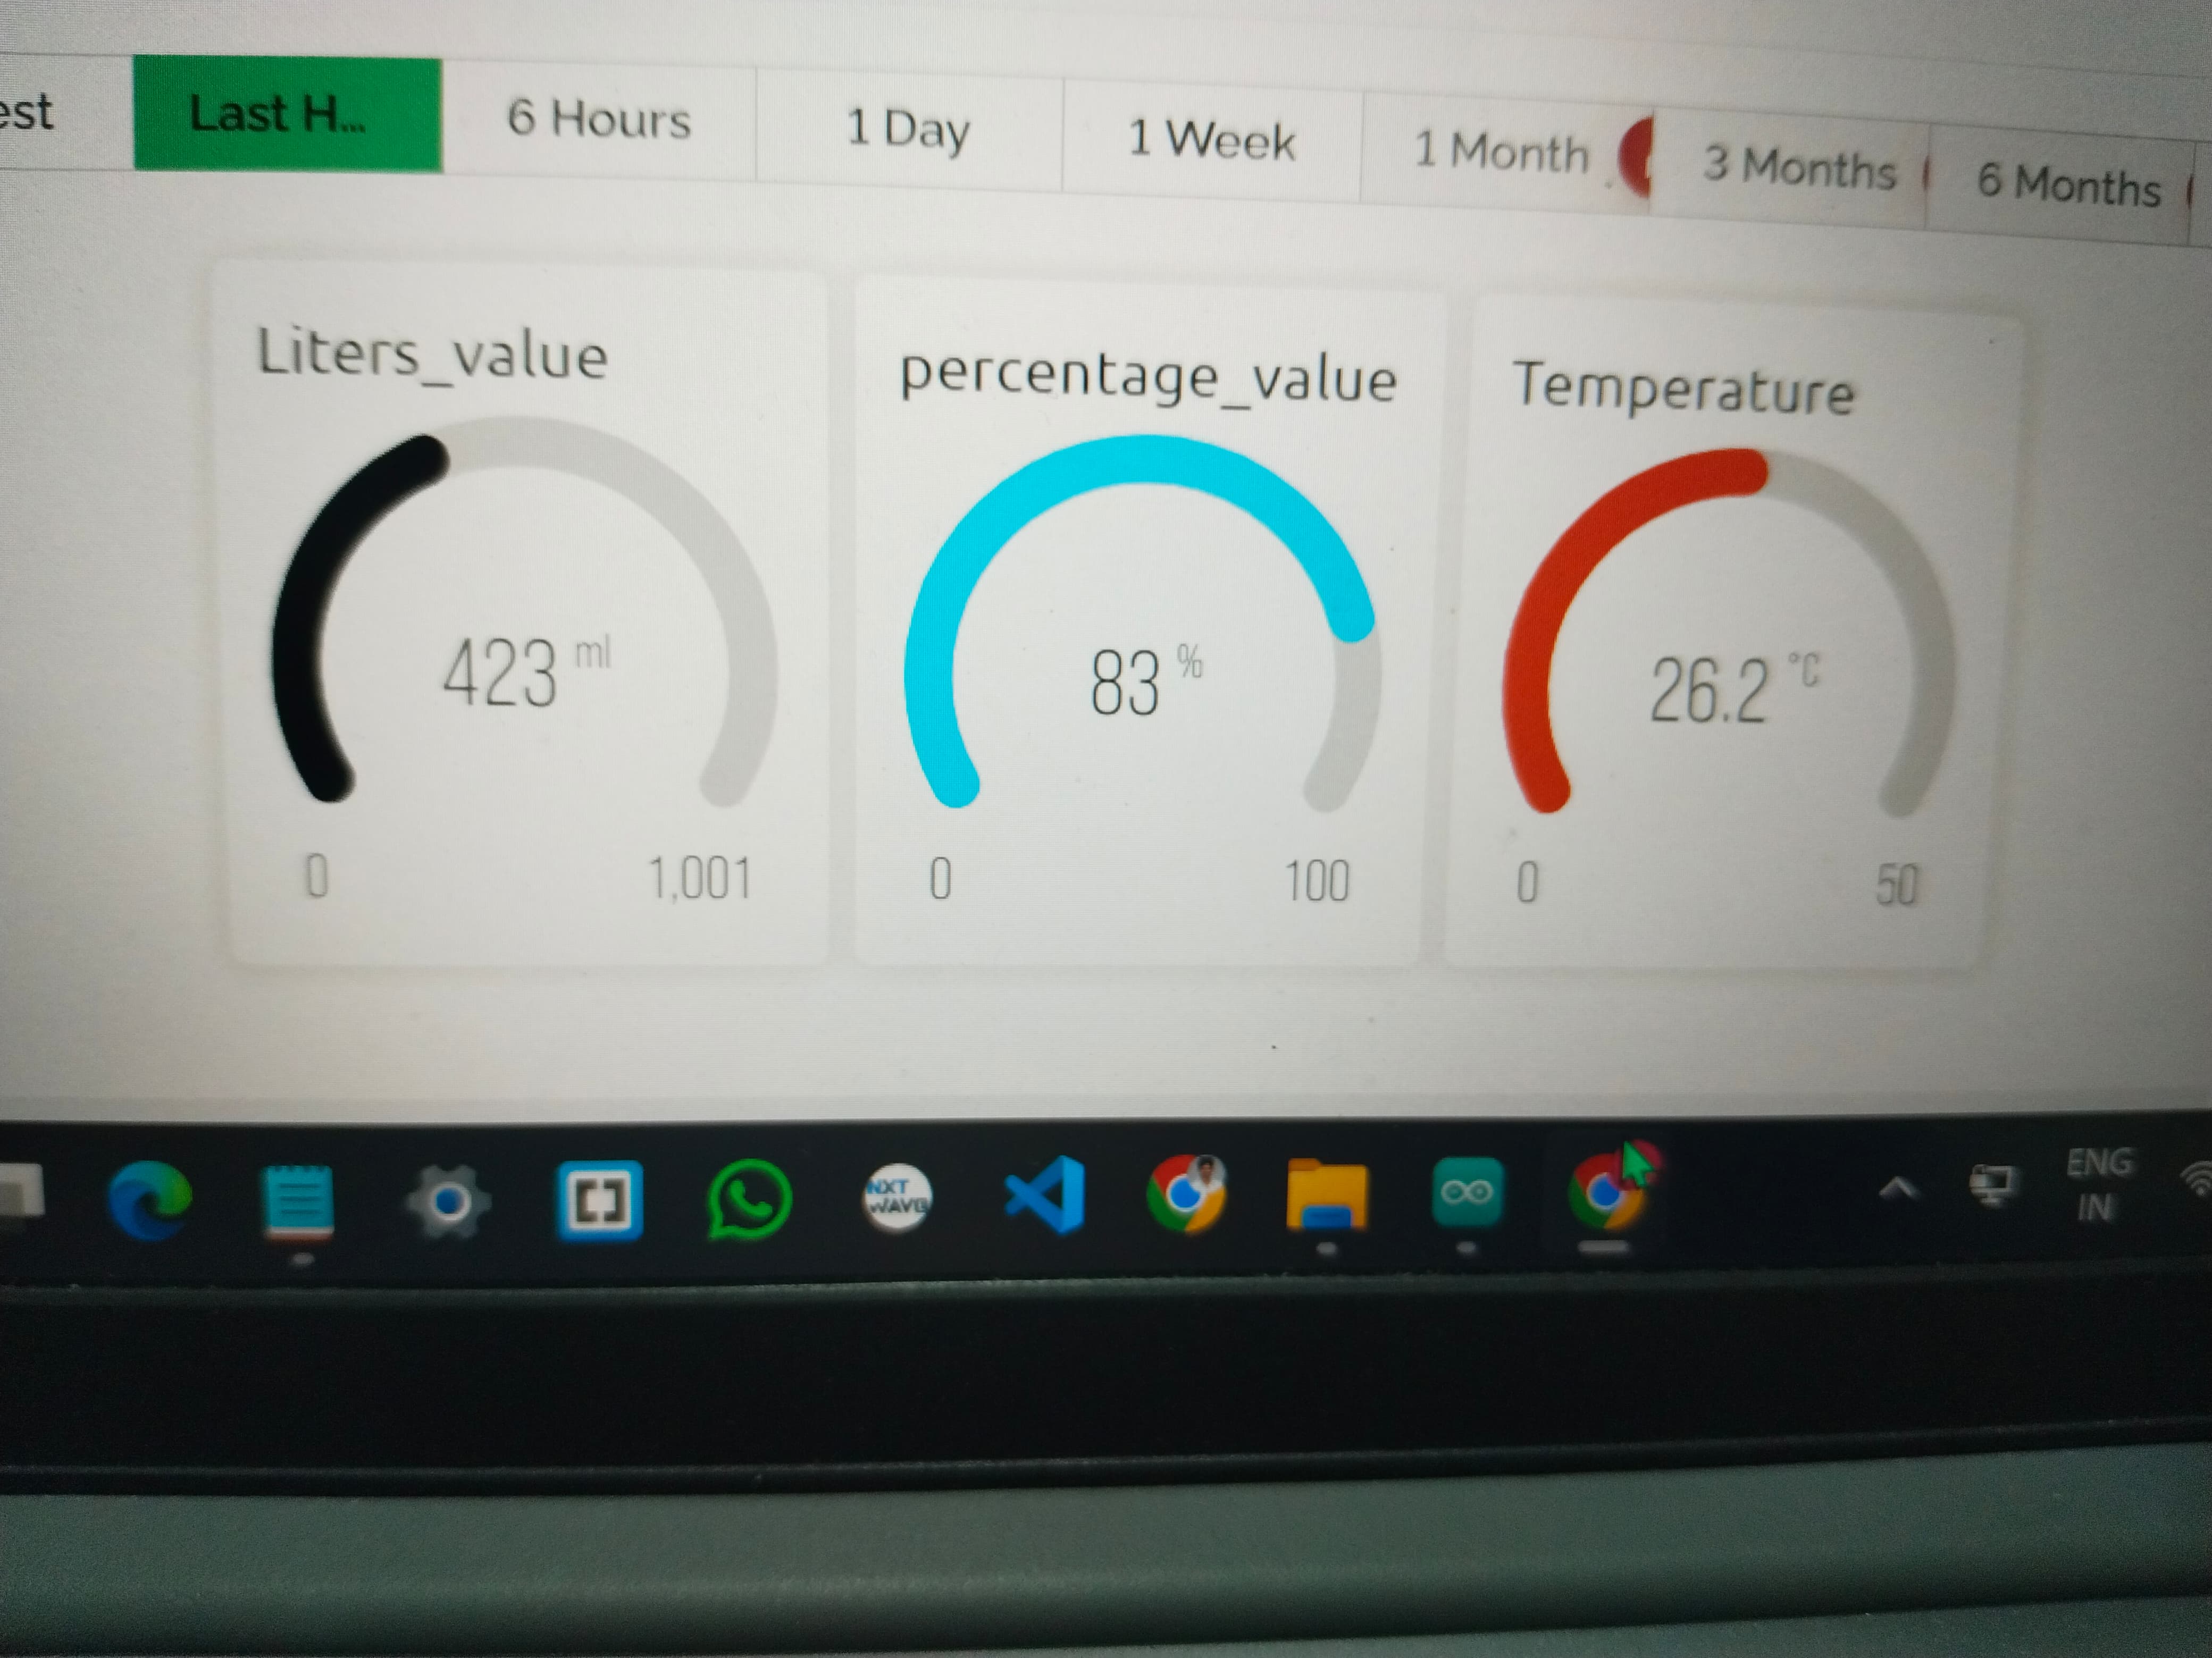 est Last H... 6 Hours 1 Day 1 Week 1 Month 3 Months 6 Months
Liters_value percentage_value Temperature
423 ml 83 % 26.2 °C
0 1,001 0 100 0 50
NXT
WAVE
ENG
IN